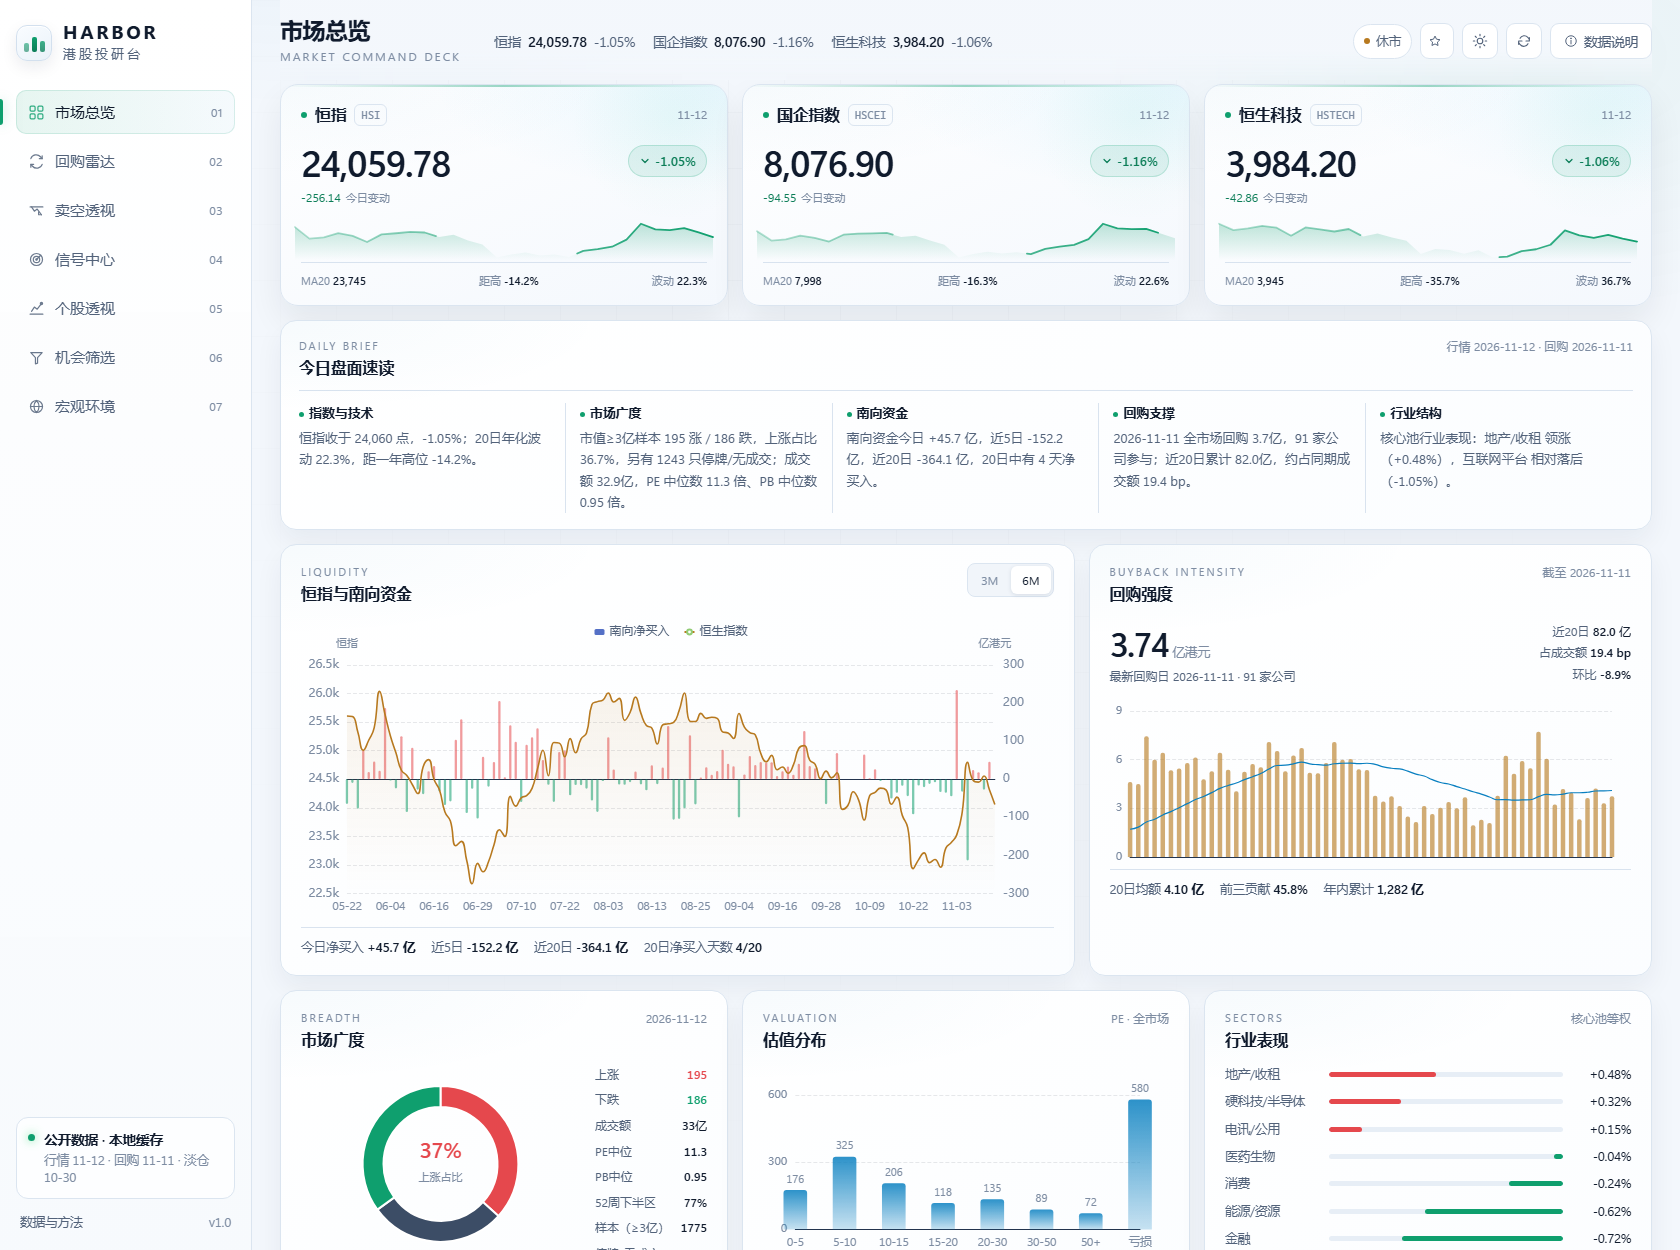 HARBOR
港股投研台
市场总览 01
回购雷达 02
卖空透视 03
信号中心 04
个股透视 05
机会筛选 06
宏观环境 07
公开数据 · 本地缓存
行情 11-12 · 回购 11-11 · 淡仓
10-30
数据与方法 v1.0
市场总览
MARKET COMMAND DECK
恒指 24,059.78 -1.05% 国企指数 8,076.90 -1.16% 恒生科技 3,984.20 -1.06%
休市
数据说明
恒指 HSI 11-12
24,059.78 -1.05%
-256.14 今日变动
MA20 23,745 距高 -14.2% 波动 22.3%
国企指数 HSCEI 11-12
8,076.90 -1.16%
-94.55 今日变动
MA20 7,998 距高 -16.3% 波动 22.6%
恒生科技 HSTECH 11-12
3,984.20 -1.06%
-42.86 今日变动
MA20 3,945 距高 -35.7% 波动 36.7%
DAILY BRIEF
今日盘面速读
行情 2026-11-12 · 回购 2026-11-11
指数与技术
恒指收于 24,060 点，-1.05%；20日年化波
动 22.3%，距一年高位 -14.2%。
市场广度
市值≥3亿样本 195 涨 / 186 跌，上涨占比
36.7%，另有 1243 只停牌/无成交；成交
额 32.9亿，PE 中位数 11.3 倍、PB 中位数
0.95 倍。
南向资金
南向资金今日 +45.7 亿，近5日 -152.2
亿，近20日 -364.1 亿，20日中有 4 天净
买入。
回购支撑
2026-11-11 全市场回购 3.7亿，91 家公
司参与；近20日累计 82.0亿，约占同期成
交额 19.4 bp。
行业结构
核心池行业表现：地产/收租 领涨
（+0.48%），互联网平台 相对落后
（-1.05%）。
LIQUIDITY
恒指与南向资金
3M 6M
南向净买入 恒生指数
恒指 亿港元
26.5k 300
26.0k 200
25.5k
25.0k 100
24.5k 0
24.0k
23.5k -100
23.0k -200
22.5k -300
05-22 06-04 06-16 06-29 07-10 07-22 08-03 08-13 08-25 09-04 09-16 09-28 10-09 10-22 11-03
今日净买入 +45.7 亿 近5日 -152.2 亿 近20日 -364.1 亿 20日净买入天数 4/20
BUYBACK INTENSITY
回购强度
截至 2026-11-11
3.74 亿港元
最新回购日 2026-11-11 · 91 家公司
近20日 82.0 亿
占成交额 19.4 bp
环比 -8.9%
9
6
3
0
20日均额 4.10 亿 前三贡献 45.8% 年内累计 1,282 亿
BREADTH
市场广度
2026-11-12
37%
上涨占比
上涨 195
下跌 186
成交额 33亿
PE中位 11.3
PB中位 0.95
52周下半区 77%
样本（≥3亿） 1775
VALUATION
估值分布
PE · 全市场
600
300
0
176 325 206 118 135 89 72 580
0-5 5-10 10-15 15-20 20-30 30-50 50+ 亏损
SECTORS
行业表现
核心池等权
地产/收租 +0.48%
硬科技/半导体 +0.32%
电讯/公用 +0.15%
医药生物 -0.04%
消费 -0.24%
能源/资源 -0.62%
金融 -0.72%